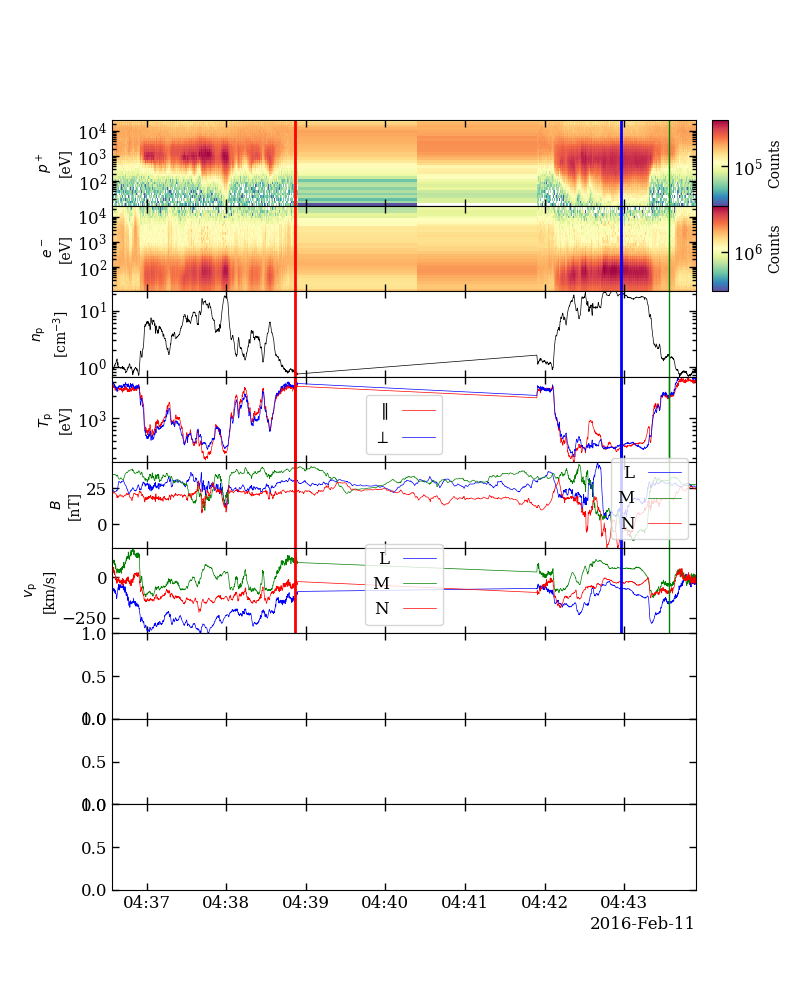 10⁴
10³
10²
p⁺
[eV]
10⁵
Counts
10⁴
10³
10²
e⁻
[eV]
10⁶
Counts
10¹
10⁰
nₚ
[cm⁻³]
10³
Tₚ
[eV]
∥
⊥
25
0
B
[nT]
L
M
N
0
−250
vₚ
[km/s]
L
M
N
1.0
0.5
0.0
1.0
0.5
0.0
1.0
0.5
0.0
04:37 04:38 04:39 04:40 04:41 04:42 04:43
2016-Feb-11